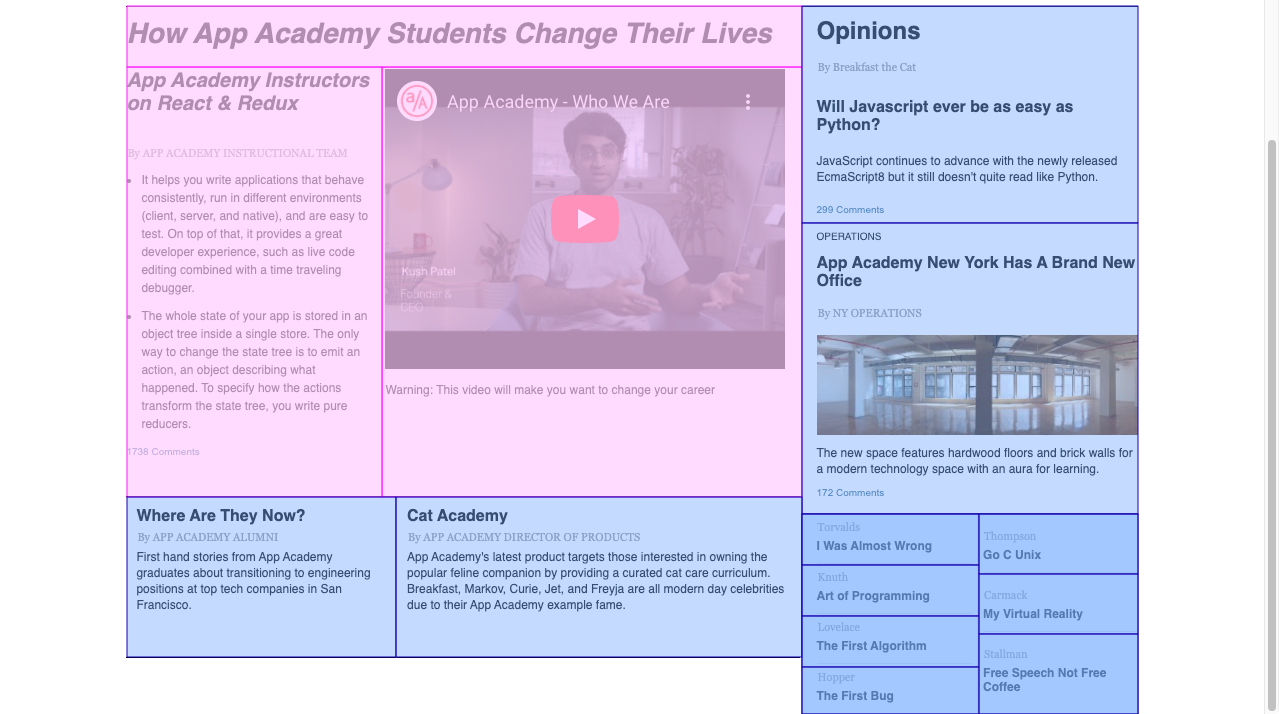 How App Academy Students Change Their Lives
App Academy Instructors
on React & Redux
By APP ACADEMY INSTRUCTIONAL TEAM
It helps you write applications that behave
consistently, run in different environments
(client, server, and native), and are easy to
test. On top of that, it provides a great
developer experience, such as live code
editing combined with a time traveling
debugger.
The whole state of your app is stored in an
object tree inside a single store. The only
way to change the state tree is to emit an
action, an object describing what
happened. To specify how the actions
transform the state tree, you write pure
reducers.
1738 Comments
a/A
App Academy - Who We Are
Kush Patel
Founder &
CEO
Warning: This video will make you want to change your career
Where Are They Now?
By APP ACADEMY ALUMNI
First hand stories from App Academy
graduates about transitioning to engineering
positions at top tech companies in San
Francisco.
Cat Academy
By APP ACADEMY DIRECTOR OF PRODUCTS
App Academy's latest product targets those interested in owning the
popular feline companion by providing a curated cat care curriculum.
Breakfast, Markov, Curie, Jet, and Freyja are all modern day celebrities
due to their App Academy example fame.
Opinions
By Breakfast the Cat
Will Javascript ever be as easy as
Python?
JavaScript continues to advance with the newly released
EcmaScript8 but it still doesn't quite read like Python.
299 Comments
OPERATIONS
App Academy New York Has A Brand New
Office
By NY OPERATIONS
The new space features hardwood floors and brick walls for
a modern technology space with an aura for learning.
172 Comments
Torvalds
I Was Almost Wrong
Knuth
Art of Programming
Lovelace
The First Algorithm
Hopper
The First Bug
Thompson
Go C Unix
Carmack
My Virtual Reality
Stallman
Free Speech Not Free
Coffee